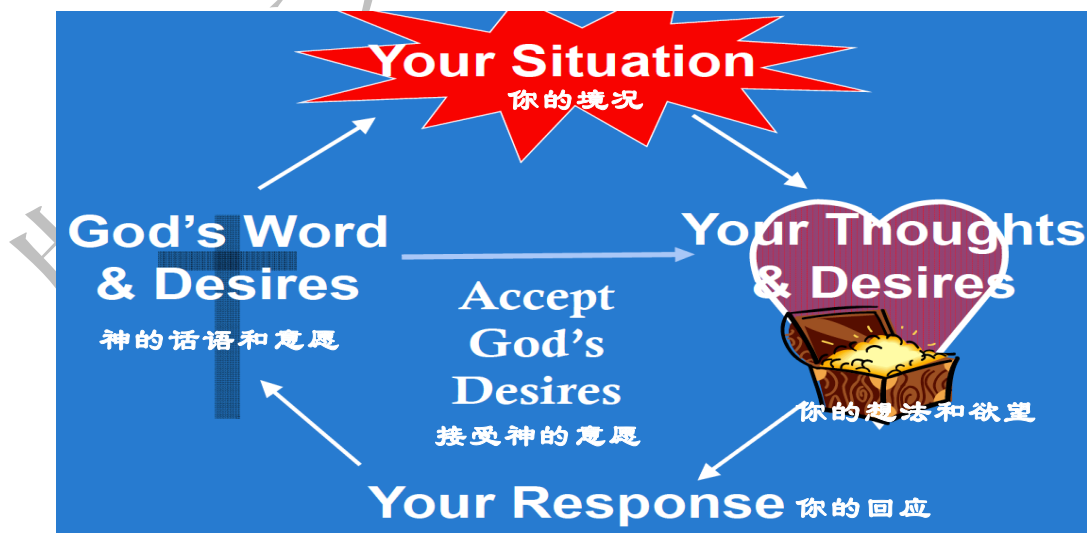 Your Situation
你的境况
God's Word
& Desires
神的话语和意愿
Your Thoughts
& Desires
你的想法和欲望
Accept
God's
Desires
接受神的意愿
Your Response 你的回应